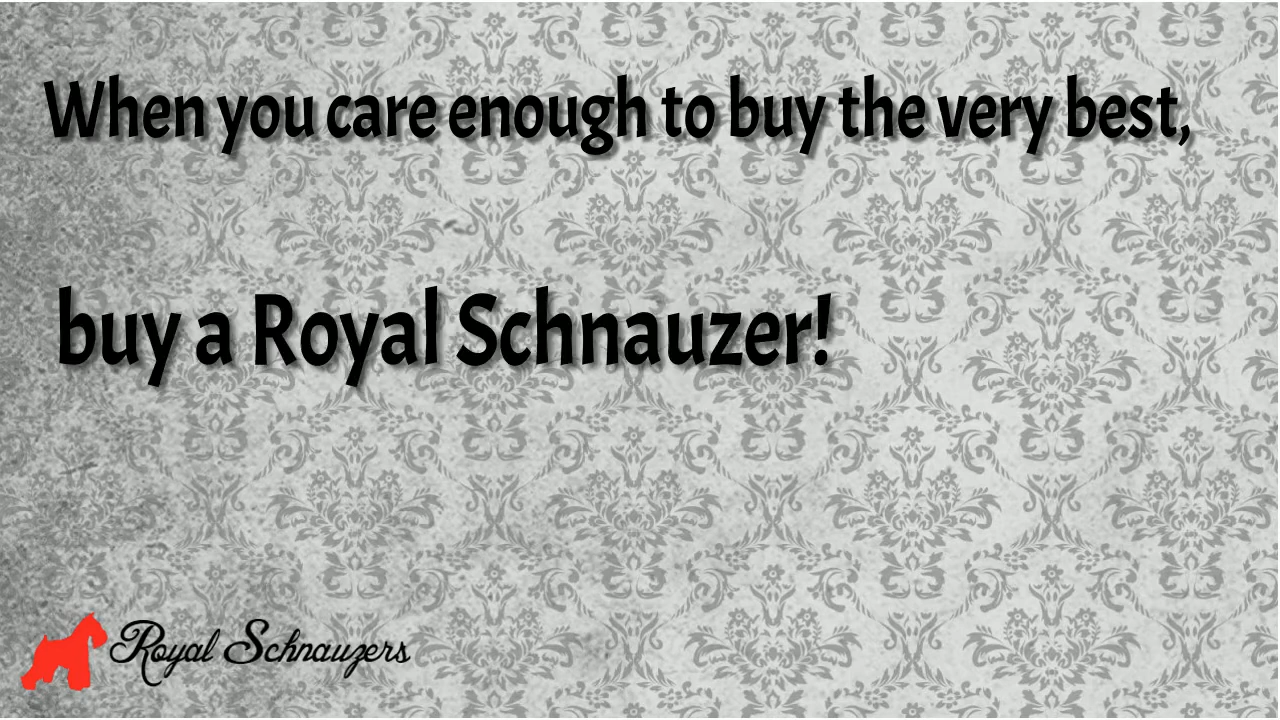 When you care enough to buy the very best,
buy a Royal Schnauzer!
Royal Schnauzers